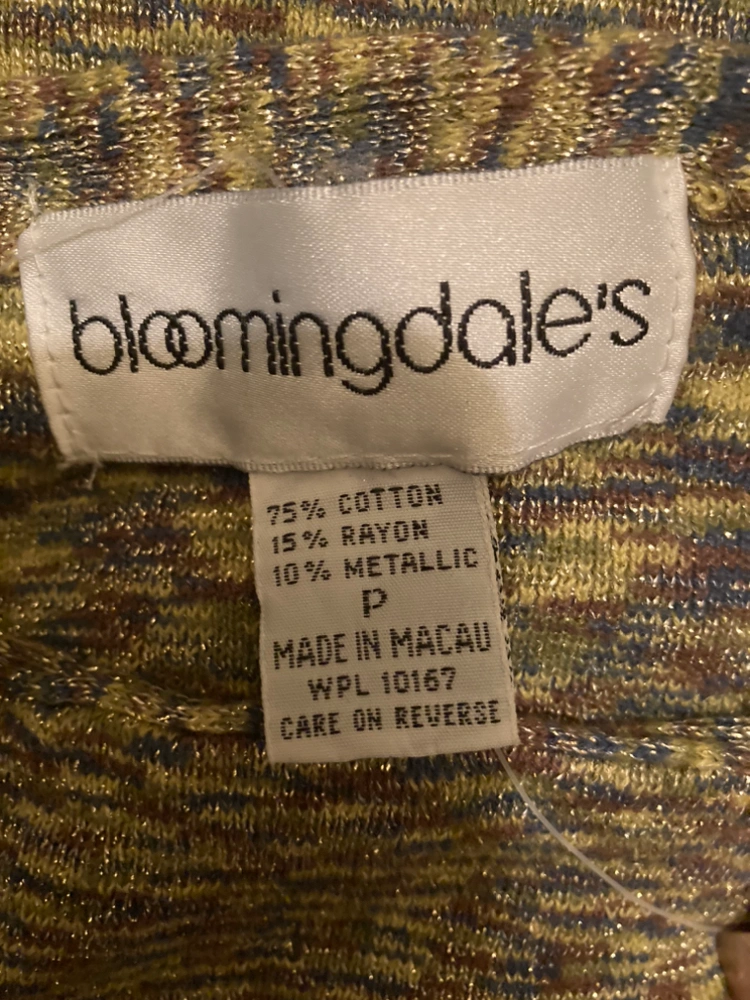 bloomingdale's
75% COTTON
15% RAYON
10% METALLIC
P
MADE IN MACAU
WPL 10167
CARE ON REVERSE